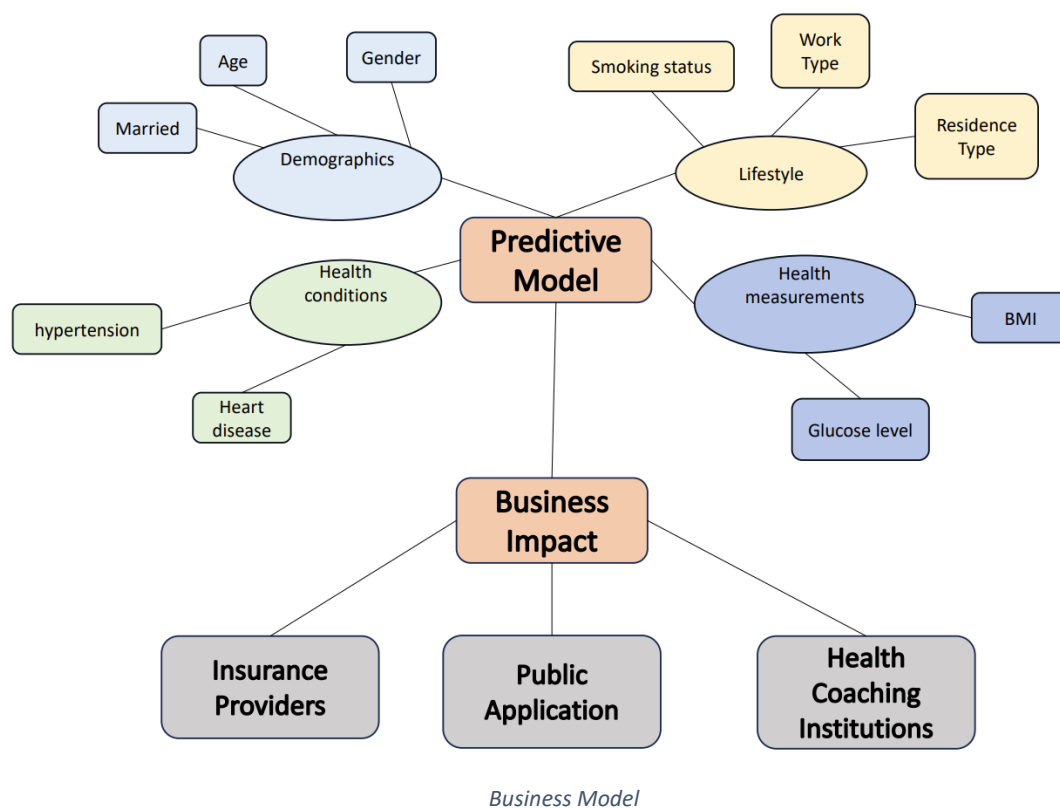 Age
Gender
Married
Demographics
Smoking status
Work
Type
Residence
Type
Lifestyle
Predictive
Model
Health
conditions
hypertension
Heart
disease
Health
measurements
BMI
Glucose level
Business
Impact
Insurance
Providers
Public
Application
Health
Coaching
Institutions
Business Model